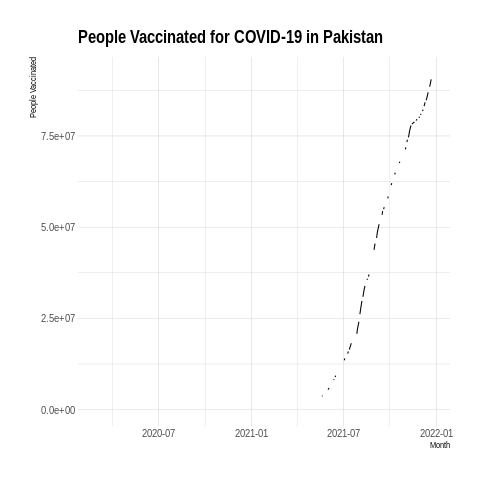 People Vaccinated for COVID-19 in Pakistan
People Vaccinated
7.5e+07
5.0e+07
2.5e+07
0.0e+00
2020-07
2021-01
2021-07
2022-01
Month